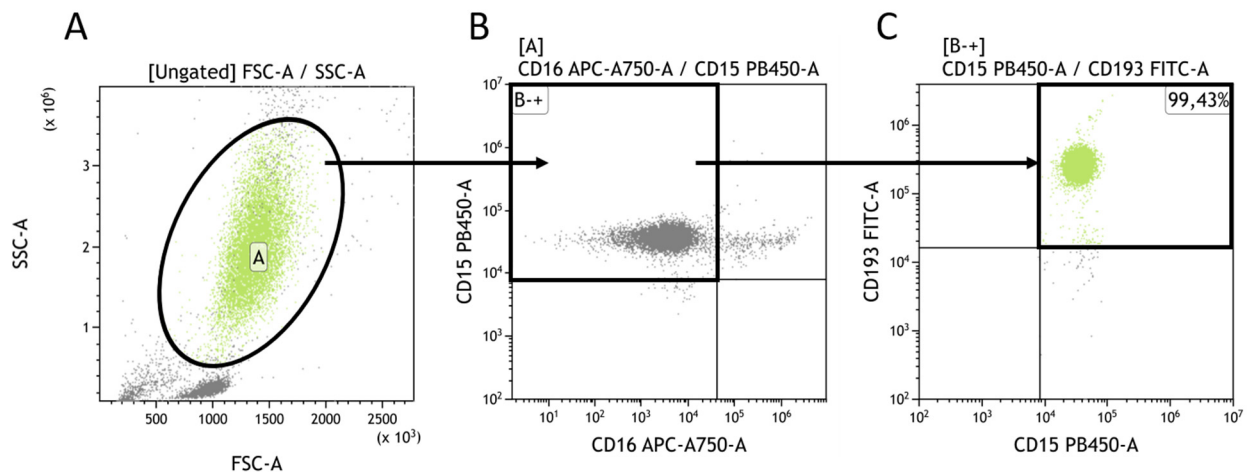 A
[Ungated] FSC-A / SSC-A
(x 10⁶)
3
2
1
SSC-A
A
500
1000
1500
2000
2500
(x 10³)
FSC-A
B
[A]
CD16 APC-A750-A / CD15 PB450-A
B-+
10⁷
10⁶
10⁵
10⁴
10³
10²
10¹
CD15 PB450-A
10¹
10²
10³
10⁴
10⁵
10⁶
CD16 APC-A750-A
C
[B-+]
CD15 PB450-A / CD193 FITC-A
99,43%
10⁶
10⁵
10⁴
10³
10²
CD193 FITC-A
10²
10³
10⁴
10⁵
10⁶
10⁷
CD15 PB450-A